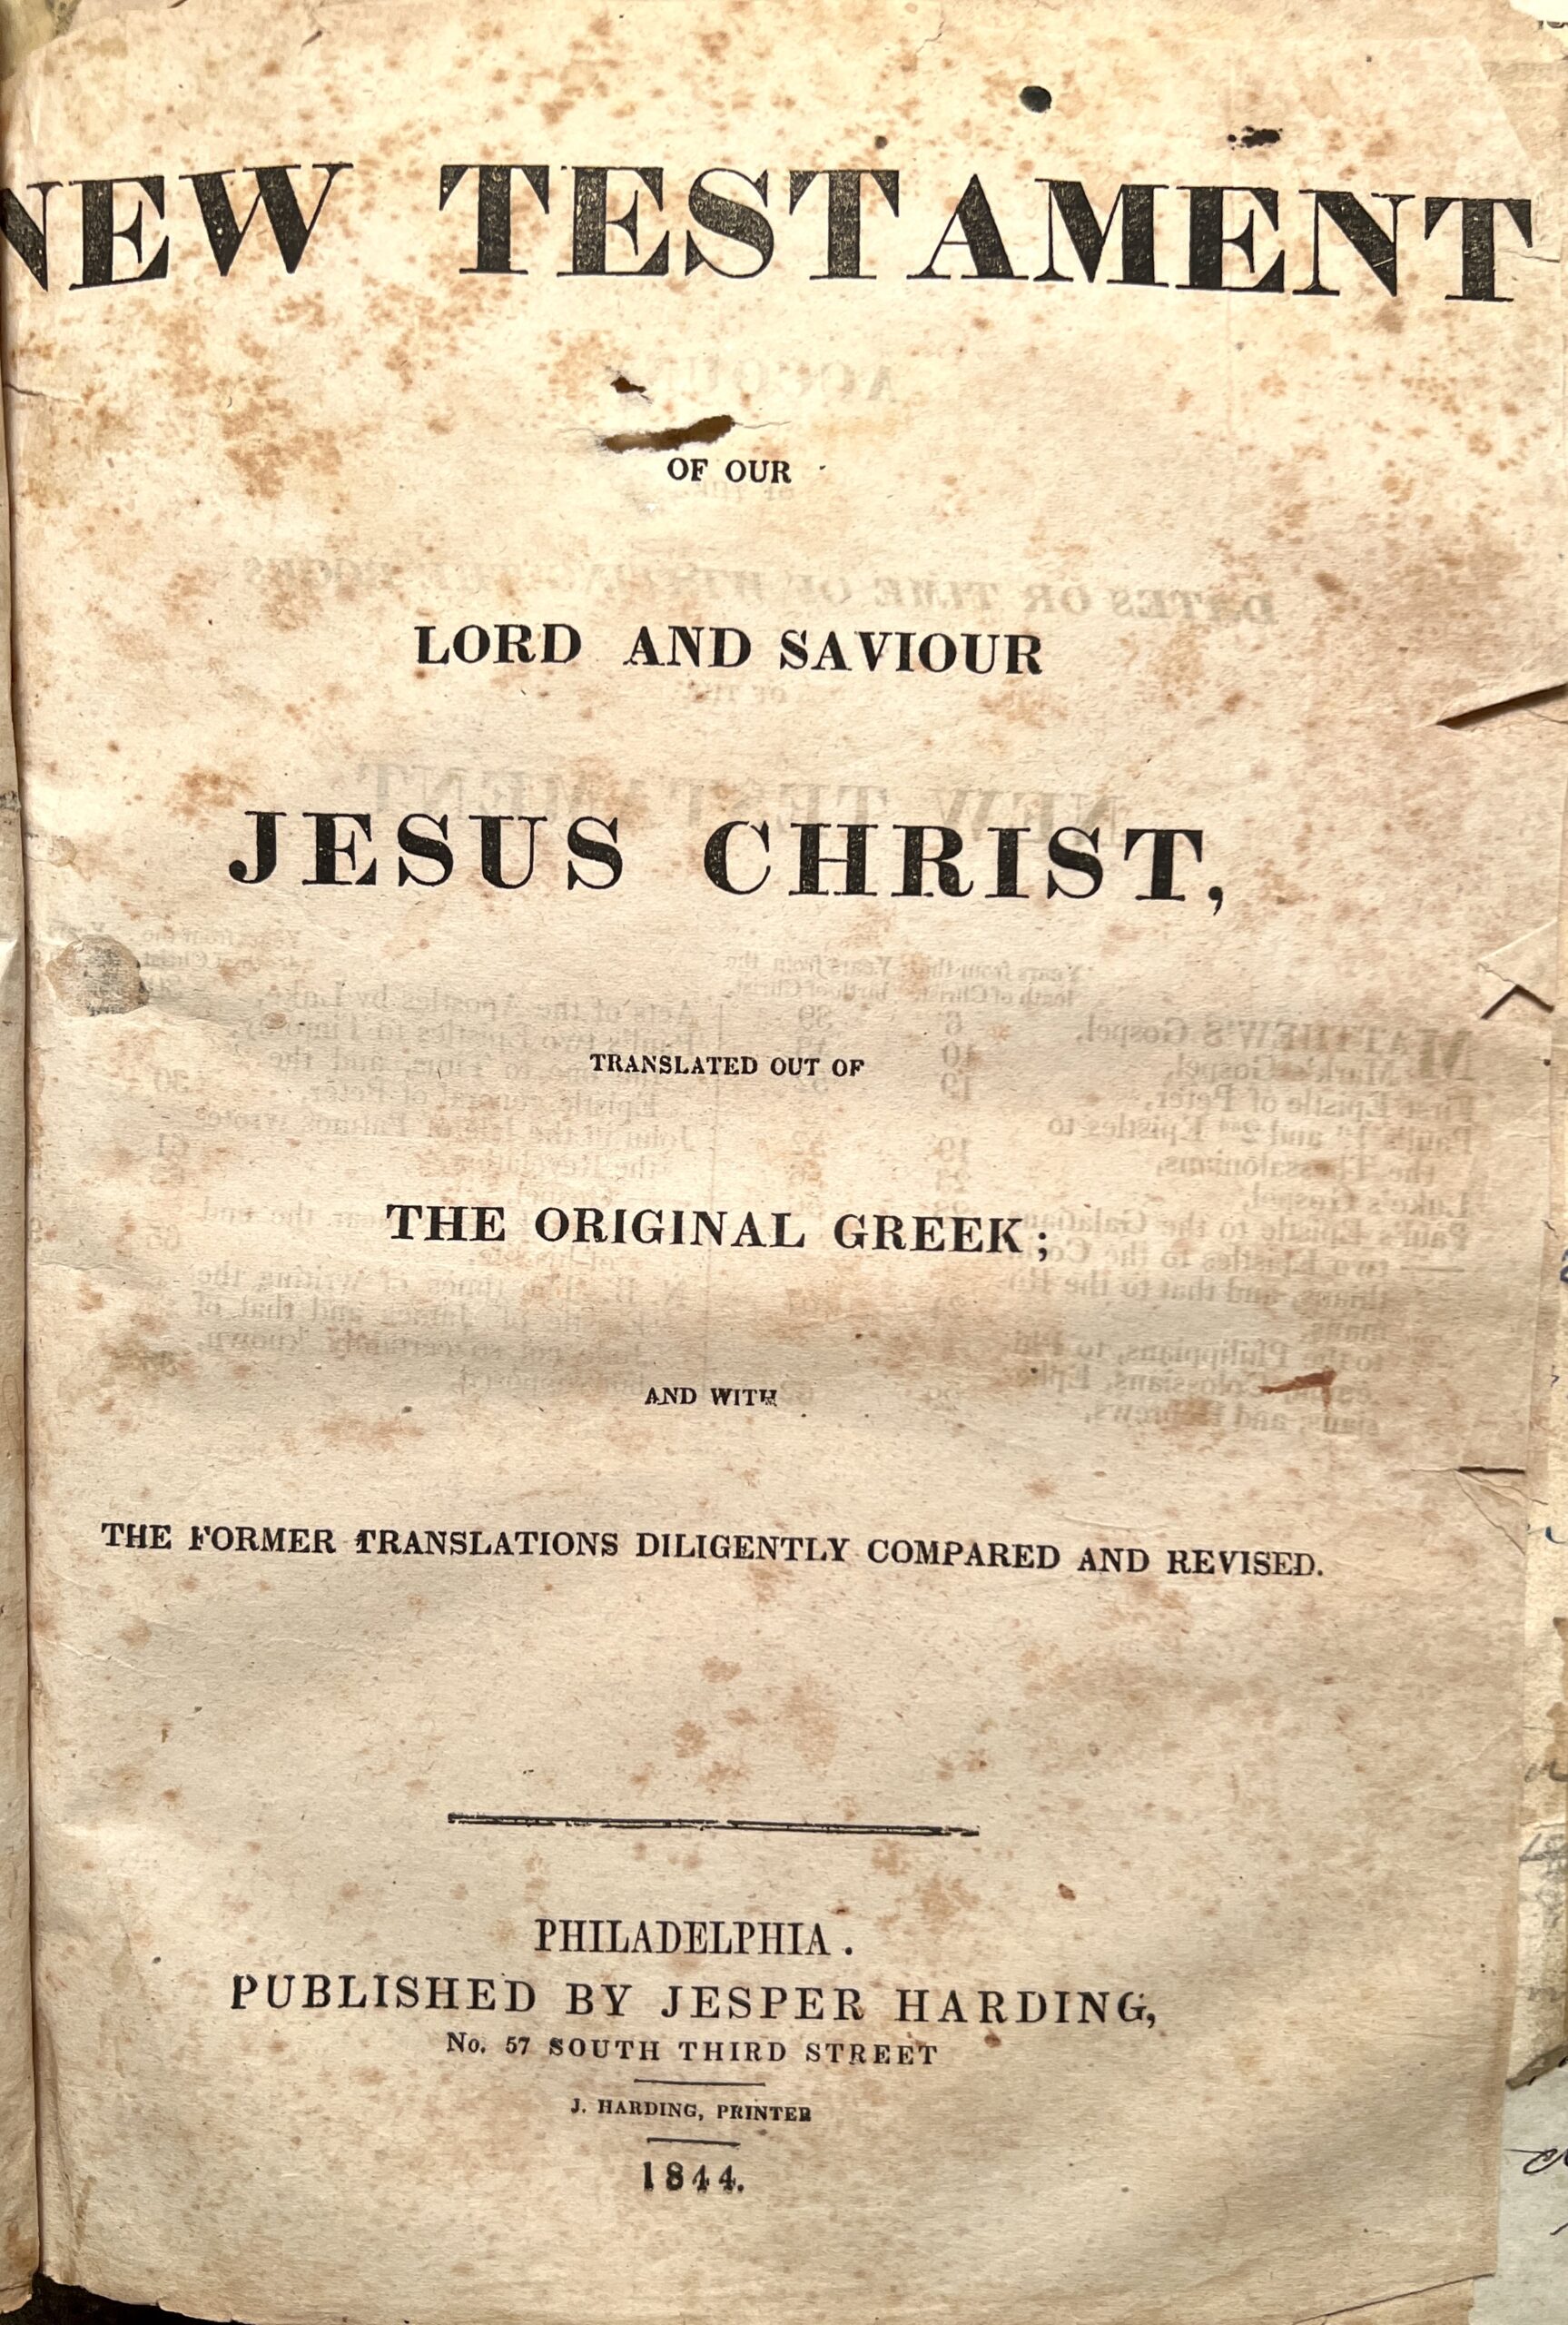 NEW TESTAMENT
OF OUR
LORD AND SAVIOUR
JESUS CHRIST,
TRANSLATED OUT OF
THE ORIGINAL GREEK;
AND WITH
THE FORMER TRANSLATIONS DILIGENTLY COMPARED AND REVISED.
PHILADELPHIA.
PUBLISHED BY JESPER HARDING,
No. 57 SOUTH THIRD STREET
J. HARDING, PRINTER
1844.